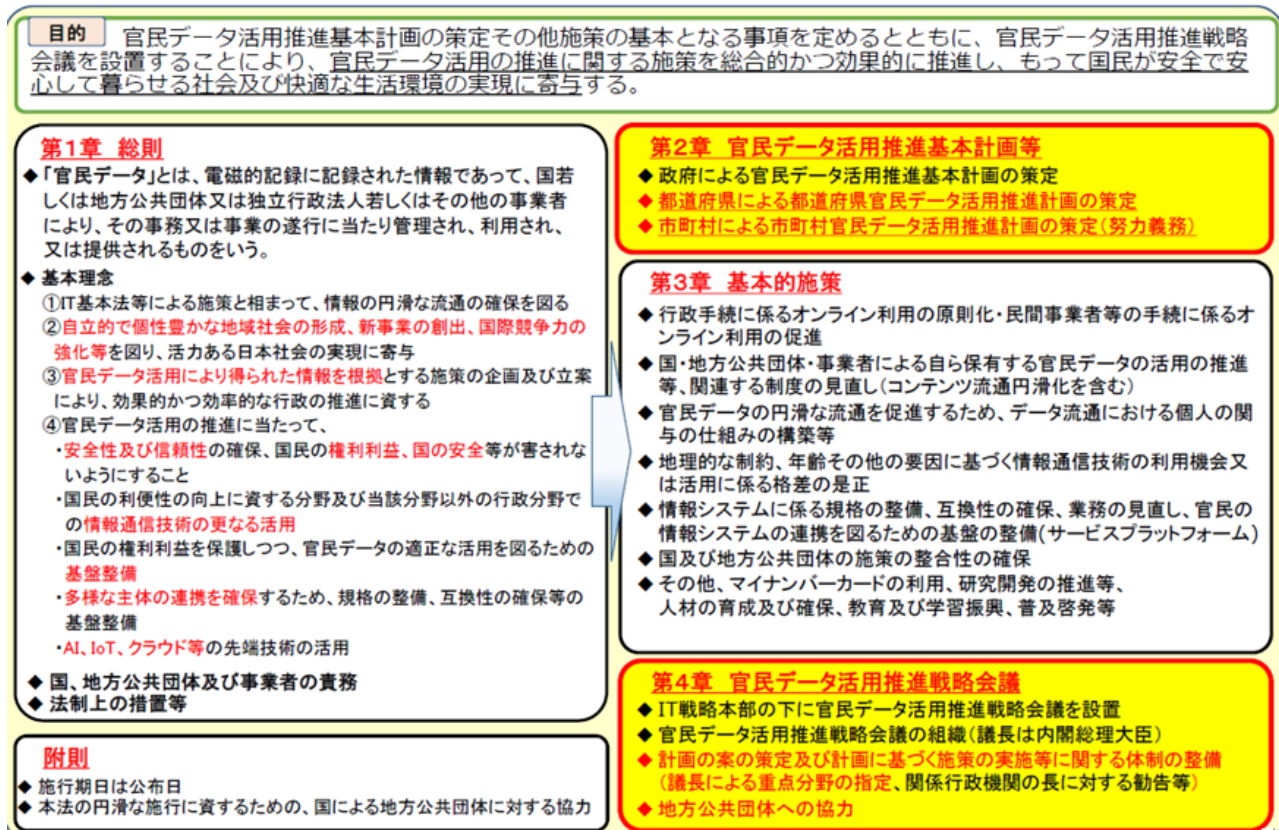 目的 官民データ活用推進基本計画の策定その他施策の基本となる事項を定めるとともに、官民データ活用推進戦略
会議を設置することにより、官民データ活用の推進に関する施策を総合的かつ効果的に推進し、もって国民が安全で安
心して暮らせる社会及び快適な生活環境の実現に寄与する。
第1章 総則
◆「官民データ」とは、電磁的記録に記録された情報であって、国若
しくは地方公共団体又は独立行政法人若しくはその他の事業者
により、その事務又は事業の遂行に当たり管理され、利用され、
又は提供されるものをいう。
◆ 基本理念
①IT基本法等による施策と相まって、情報の円滑な流通の確保を図る
②自立的で個性豊かな地域社会の形成、新事業の創出、国際競争力の
強化等を図り、活力ある日本社会の実現に寄与
③官民データ活用により得られた情報を根拠とする施策の企画及び立案
により、効果的かつ効率的な行政の推進に資する
④官民データ活用の推進に当たって、
・安全性及び信頼性の確保、国民の権利利益、国の安全等が害されな
いようにすること
・国民の利便性の向上に資する分野及び当該分野以外の行政分野で
の情報通信技術の更なる活用
・国民の権利利益を保護しつつ、官民データの適正な活用を図るための
基盤整備
・多様な主体の連携を確保するため、規格の整備、互換性の確保等の
基盤整備
・AI、IoT、クラウド等の先端技術の活用
◆ 国、地方公共団体及び事業者の責務
◆ 法制上の措置等
附則
◆ 施行期日は公布日
◆ 本法の円滑な施行に資するための、国による地方公共団体に対する協力
第2章 官民データ活用推進基本計画等
◆ 政府による官民データ活用推進基本計画の策定
◆ 都道府県による都道府県官民データ活用推進計画の策定
◆ 市町村による市町村官民データ活用推進計画の策定(努力義務)
第3章 基本的施策
◆ 行政手続に係るオンライン利用の原則化・民間事業者等の手続に係るオ
ンライン利用の促進
◆ 国・地方公共団体・事業者による自ら保有する官民データの活用の推進
等、関連する制度の見直し(コンテンツ流通円滑化を含む)
◆ 官民データの円滑な流通を促進するため、データ流通における個人の関
与の仕組みの構築等
◆ 地理的な制約、年齢その他の要因に基づく情報通信技術の利用機会又
は活用に係る格差の是正
◆ 情報システムに係る規格の整備、互換性の確保、業務の見直し、官民の
情報システムの連携を図るための基盤の整備(サービスプラットフォーム)
◆ 国及び地方公共団体の施策の整合性の確保
◆ その他、マイナンバーカードの利用、研究開発の推進等、
人材の育成及び確保、教育及び学習振興、普及啓発等
第4章 官民データ活用推進戦略会議
◆ IT戦略本部の下に官民データ活用推進戦略会議を設置
◆ 官民データ活用推進戦略会議の組織(議長は内閣総理大臣)
◆ 計画の案の策定及び計画に基づく施策の実施等に関する体制の整備
(議長による重点分野の指定、関係行政機関の長に対する勧告等)
◆ 地方公共団体への協力